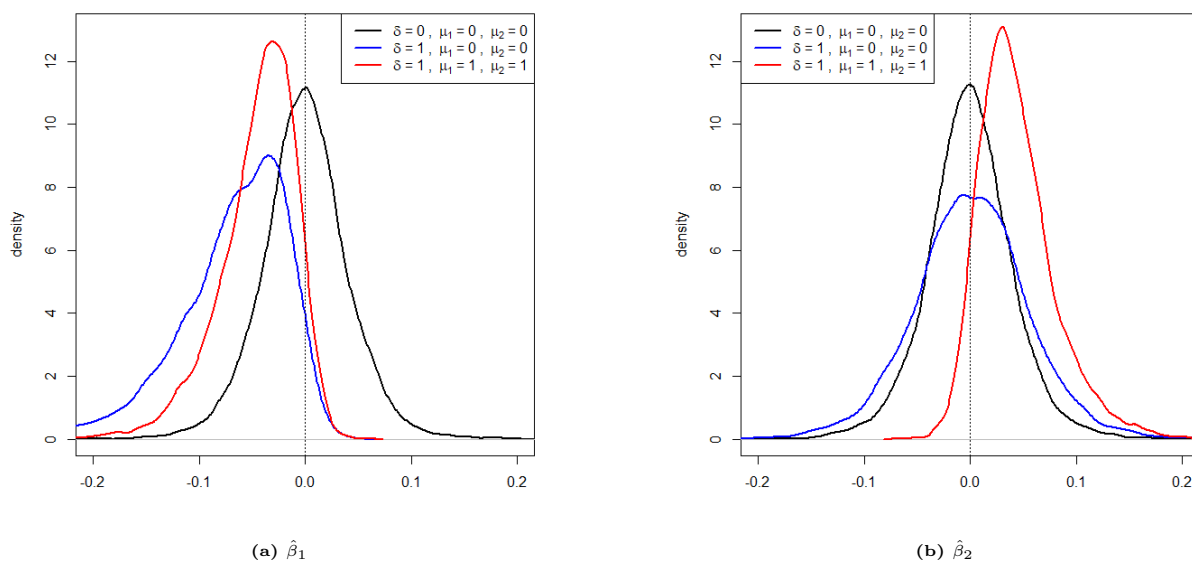 δ = 0 , μ₁ = 0 , μ₂ = 0
δ = 1 , μ₁ = 0 , μ₂ = 0
δ = 1 , μ₁ = 1 , μ₂ = 1
density
12
10
8
6
4
2
0
-0.2 -0.1 0.0 0.1 0.2
(a) β̂₁
δ = 0 , μ₁ = 0 , μ₂ = 0
δ = 1 , μ₁ = 0 , μ₂ = 0
δ = 1 , μ₁ = 1 , μ₂ = 1
density
12
10
8
6
4
2
0
-0.2 -0.1 0.0 0.1 0.2
(b) β̂₂